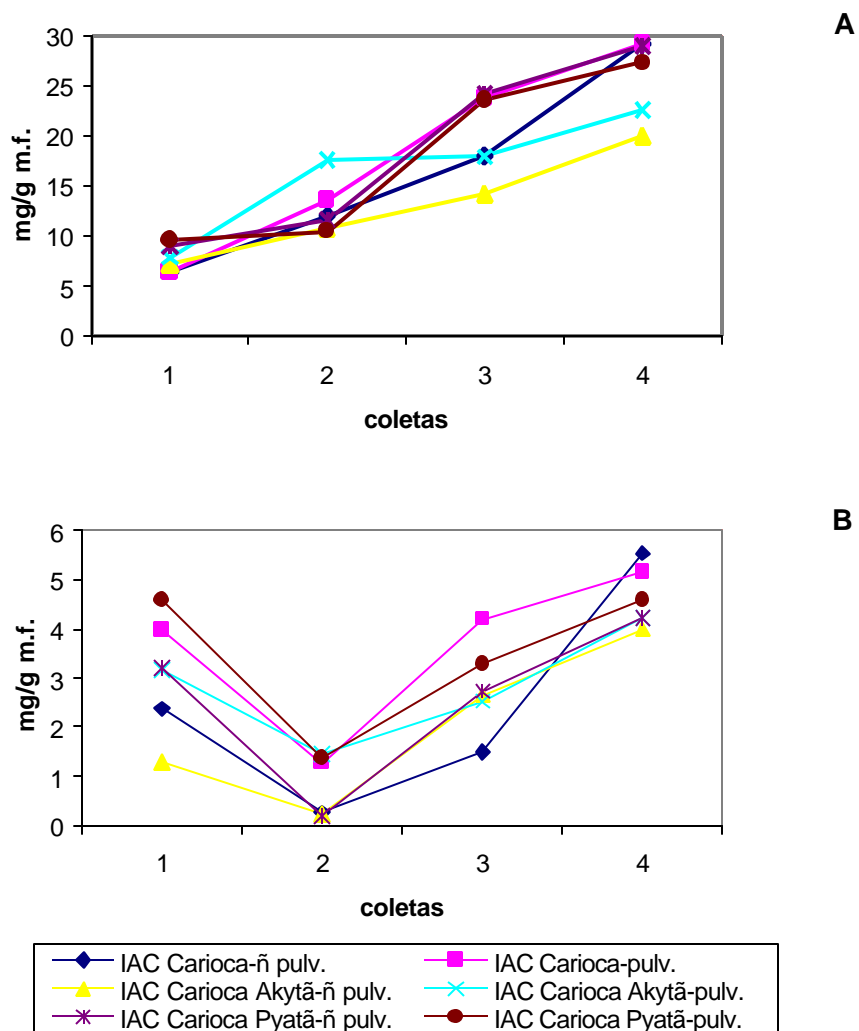 A
30
25
20
15
10
5
0
mg/g m.f.
1 2 3 4
coletas
B
6
5
4
3
2
1
0
mg/g m.f.
1 2 3 4
coletas
IAC Carioca-ñ pulv. IAC Carioca-pulv.
IAC Carioca Akytã-ñ pulv. IAC Carioca Akytã-pulv.
IAC Carioca Pyatã-ñ pulv. IAC Carioca Pyatã-pulv.